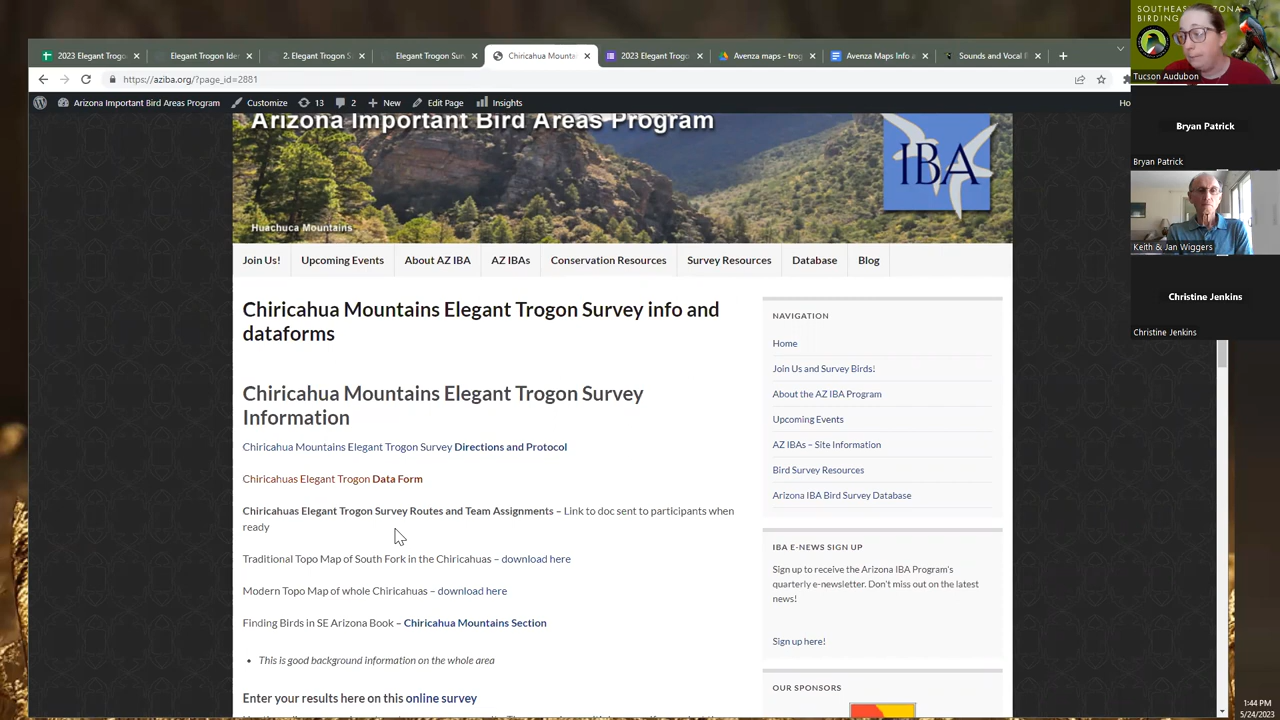 SOUTHEAST ARIZONA
BIRDING
Tucson Audubon
Bryan Patrick
Bryan Patrick
Keith & Jan Wiggers
Christine Jenkins
Christine Jenkins
2023 Elegant Trogo
Elegant Trogon Ide
2. Elegant Trogon S
Elegant Trogon Sur
Chiricahua Mounta
2023 Elegant Trogo
Avenza maps - trog
Avenza Maps Info a
Sounds and Vocal B
https://aziba.org/?page_id=2881
Arizona Important Bird Areas Program
Customize
13
2
New
Edit Page
Insights
Ho
Arizona Important Bird Areas Program
IBA
Huachuca Mountains
Join Us!
Upcoming Events
About AZ IBA
AZ IBAs
Conservation Resources
Survey Resources
Database
Blog
Chiricahua Mountains Elegant Trogon Survey info and
dataforms
Chiricahua Mountains Elegant Trogon Survey
Information
Chiricahua Mountains Elegant Trogon Survey Directions and Protocol
Chiricahuas Elegant Trogon Data Form
Chiricahuas Elegant Trogon Survey Routes and Team Assignments – Link to doc sent to participants when
ready
Traditional Topo Map of South Fork in the Chiricahuas – download here
Modern Topo Map of whole Chiricahuas – download here
Finding Birds in SE Arizona Book – Chiricahua Mountains Section
• This is good background information on the whole area
Enter your results here on this online survey
NAVIGATION
Home
Join Us and Survey Birds!
About the AZ IBA Program
Upcoming Events
AZ IBAs – Site Information
Bird Survey Resources
Arizona IBA Bird Survey Database
IBA E-NEWS SIGN UP
Sign up to receive the Arizona IBA Program's
quarterly e-newsletter. Don't miss out on the latest
news!
Sign up here!
OUR SPONSORS
1:44 PM
5/24/2023